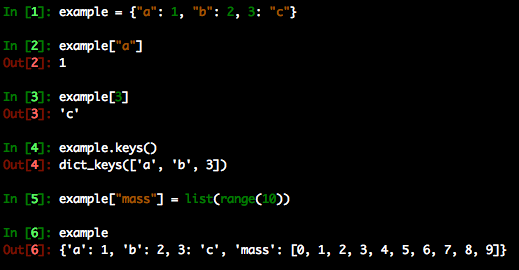 In [1]: example = {"a": 1, "b": 2, 3: "c"}
In [2]: example["a"]
Out[2]: 1
In [3]: example[3]
Out[3]: 'c'
In [4]: example.keys()
Out[4]: dict_keys(['a', 'b', 3])
In [5]: example["mass"] = list(range(10))
In [6]: example
Out[6]: {'a': 1, 'b': 2, 3: 'c', 'mass': [0, 1, 2, 3, 4, 5, 6, 7, 8, 9]}